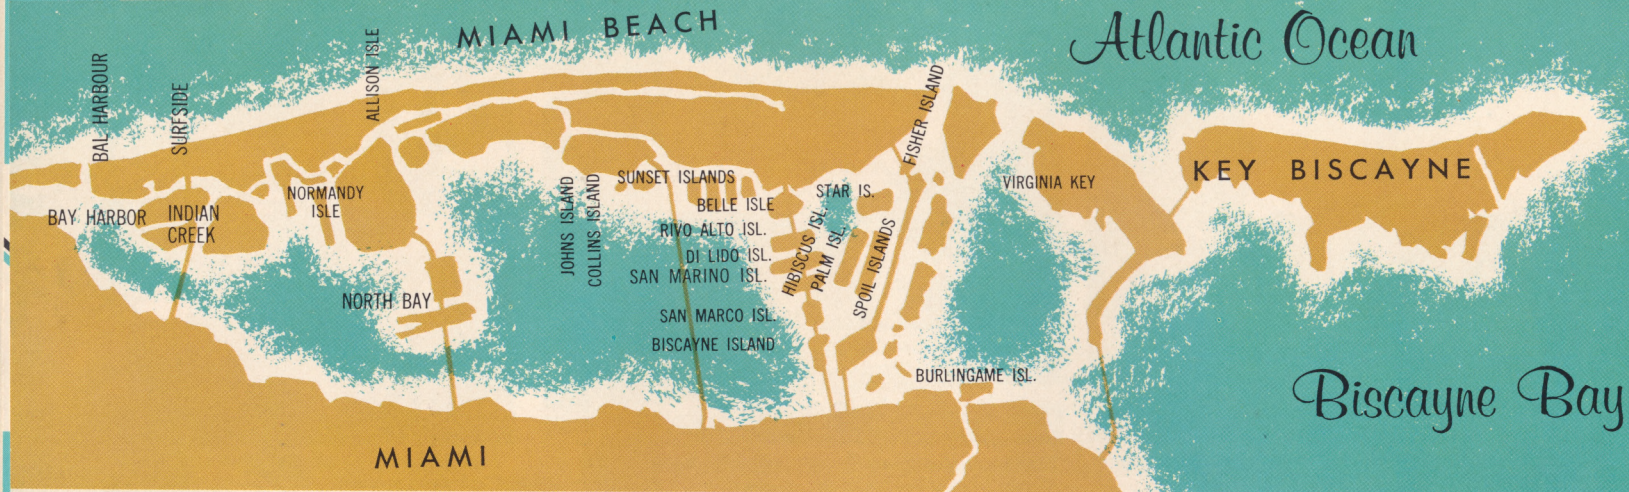 MIAMI BEACH
Atlantic Ocean
BAL HARBOUR
SURFSIDE
ALLISON ISLE
FISHER ISLAND
KEY BISCAYNE
VIRGINIA KEY
SUNSET ISLANDS
STAR IS.
NORMANDY
ISLE
BELLE ISLE
BAY HARBOR
INDIAN
CREEK
JOHNS ISLAND
COLLINS ISLAND
RIVO ALTO ISL.
DI LIDO ISL.
SAN MARINO ISL.
HIBISCUS ISL.
PALM ISL.
SPOIL ISLANDS
NORTH BAY
SAN MARCO ISL.
BISCAYNE ISLAND
BURLINGAME ISL.
Biscayne Bay
MIAMI